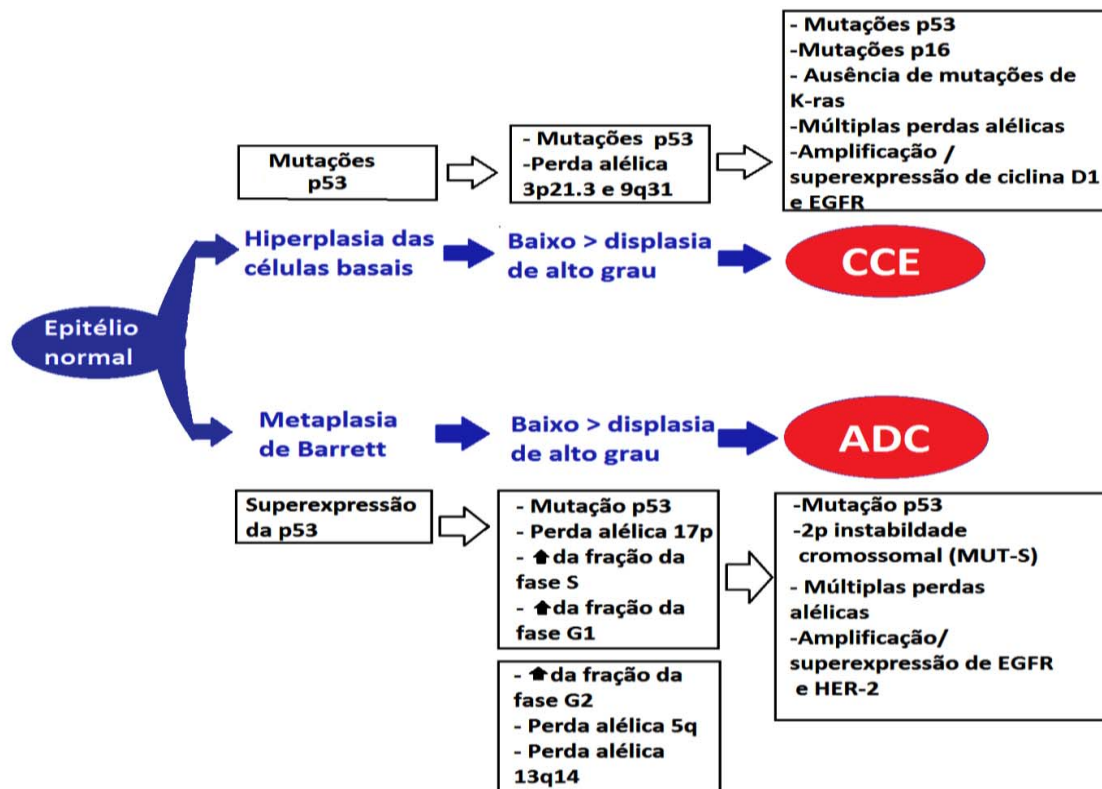 Mutações
p53
- Mutações p53
-Perda alélica
3p21.3 e 9q31
- Mutações p53
-Mutações p16
- Ausência de mutações de
K-ras
-Múltiplas perdas alélicas
-Amplificação /
superexpressão de ciclina D1
e EGFR
Hiperplasia das
células basais
Baixo > displasia
de alto grau
CCE
Epitélio
normal
Metaplasia
de Barrett
Baixo > displasia
de alto grau
ADC
Superexpressão
da p53
- Mutação p53
- Perda alélica 17p
- ⬆da fração da
fase S
- ⬆da fração da
fase G1
- ⬆da fração da
fase G2
- Perda alélica 5q
- Perda alélica
13q14
-Mutação p53
-2p instabildade
cromossomal (MUT-S)
- Múltiplas perdas
alélicas
-Amplificação/
superexpressão de EGFR
e HER-2